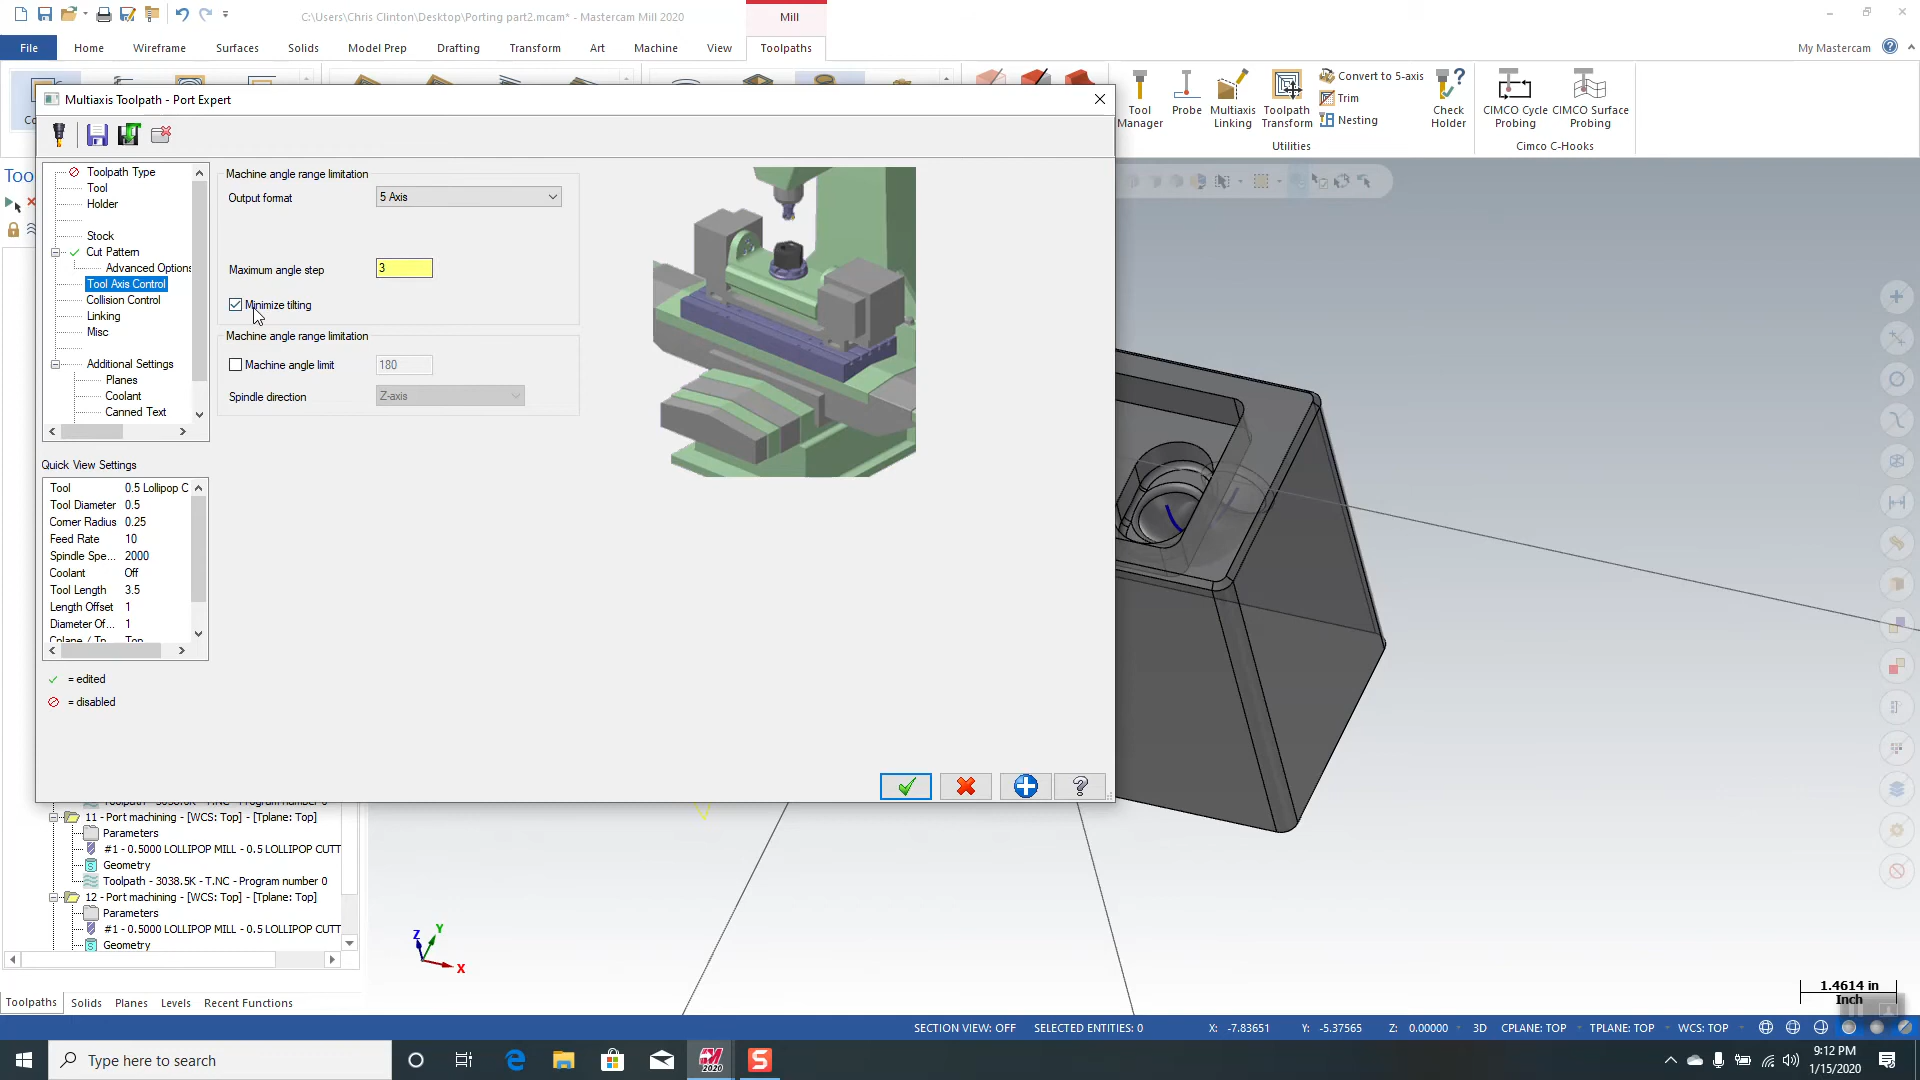 C:\Users\Chris Clinton\Desktop\Porting part2.mcam* - Mastercam Mill 2020
Mill
File Home Wireframe Surfaces Solids Model Prep Drafting Transform Art Machine View Toolpaths My Mastercam
Multiaxis Toolpath - Port Expert
Tool Manager
Probe
Multiaxis Linking
Toolpath Transform
Convert to 5-axis
Trim
Nesting
Check Holder
Utilities
CIMCO Cycle Probing
CIMCO Surface Probing
Cimco C-Hooks
Toolpath Type
Tool
Holder
Stock
Cut Pattern
Advanced Options
Tool Axis Control
Collision Control
Linking
Misc
Additional Settings
Planes
Coolant
Canned Text
Machine angle range limitation
Output format 5 Axis
Maximum angle step 3
Minimize tilting
Machine angle range limitation
Machine angle limit 180
Spindle direction Z-axis
Quick View Settings
Tool 0.5 Lollipop C
Tool Diameter 0.5
Corner Radius 0.25
Feed Rate 10
Spindle Spe... 2000
Coolant Off
Tool Length 3.5
Length Offset 1
Diameter Of... 1
= edited
= disabled
11 - Port machining - [WCS: Top] - [Tplane: Top]
Parameters
#1 - 0.5000 LOLLIPOP MILL - 0.5 LOLLIPOP CUTT
Geometry
Toolpath - 3038.5K - T.NC - Program number 0
12 - Port machining - [WCS: Top] - [Tplane: Top]
Parameters
#1 - 0.5000 LOLLIPOP MILL - 0.5 LOLLIPOP CUTT
Geometry
Z Y X
1.4614 in
Inch
Toolpaths Solids Planes Levels Recent Functions
SECTION VIEW: OFF SELECTED ENTITIES: 0 X: -7.83651 Y: -5.37565 Z: 0.00000 3D CPLANE: TOP TPLANE: TOP WCS: TOP
Type here to search
2020
S
9:12 PM
1/15/2020